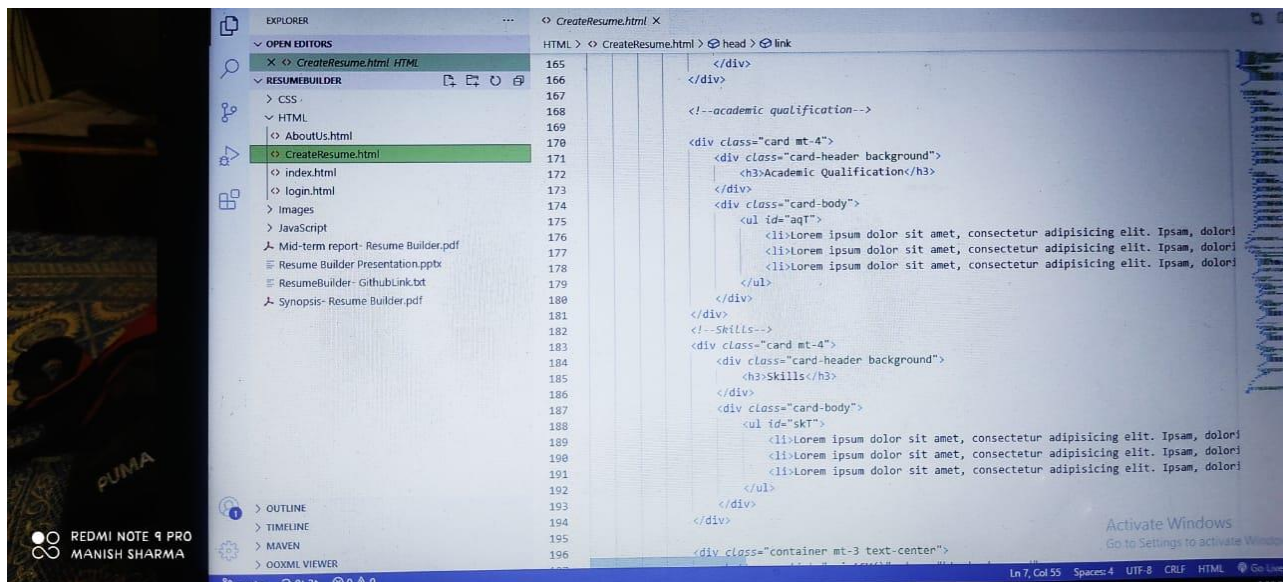 EXPLORER
OPEN EDITORS
CreateResume.html HTML
RESUMEBUILDER
CSS
HTML
AboutUs.html
CreateResume.html
index.html
login.html
Images
JavaScript
Mid-term report- Resume Builder.pdf
Resume Builder Presentation.pptx
ResumeBuilder- GithubLink.txt
Synopsis- Resume Builder.pdf
OUTLINE
TIMELINE
MAVEN
OOXML VIEWER
CreateResume.html
HTML > CreateResume.html > head > link
165 </div>
166 </div>
167
168 <!--academic qualification-->
169
170 <div class="card mt-4">
171 <div class="card-header background">
172 <h3>Academic Qualification</h3>
173 </div>
174 <div class="card-body">
175 <ul id="aqT">
176 <li>Lorem ipsum dolor sit amet, consectetur adipisicing elit. Ipsam, dolori
177 <li>Lorem ipsum dolor sit amet, consectetur adipisicing elit. Ipsam, dolori
178 <li>Lorem ipsum dolor sit amet, consectetur adipisicing elit. Ipsam, dolori
179 </ul>
180 </div>
181 </div>
182 <!--Skills-->
183 <div class="card mt-4">
184 <div class="card-header background">
185 <h3>Skills</h3>
186 </div>
187 <div class="card-body">
188 <ul id="skT">
189 <li>Lorem ipsum dolor sit amet, consectetur adipisicing elit. Ipsam, dolori
190 <li>Lorem ipsum dolor sit amet, consectetur adipisicing elit. Ipsam, dolori
191 <li>Lorem ipsum dolor sit amet, consectetur adipisicing elit. Ipsam, dolori
192 </ul>
193 </div>
194 </div>
195
196 <div class="container mt-3 text-center">
Activate Windows
Go to Settings to activate Windo
Ln 7, Col 55 Spaces: 4 UTF-8 CRLF HTML Go Live
PUMA
REDMI NOTE 9 PRO
MANISH SHARMA